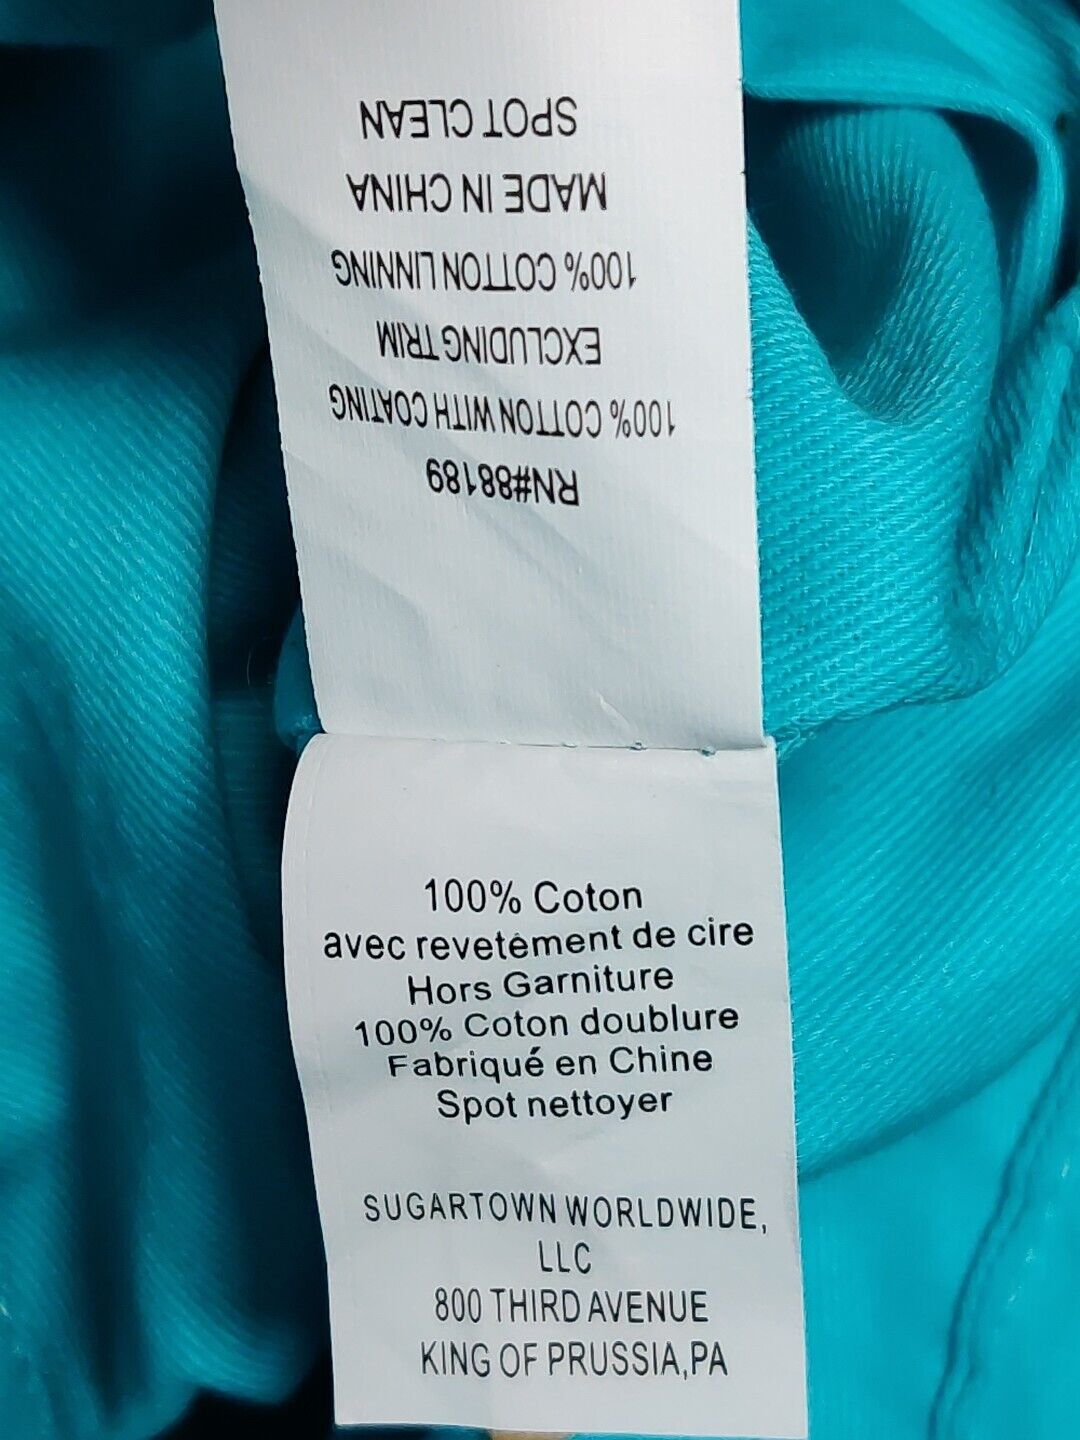 RN#88189
100% COTTON WITH COATING
EXCLUDING TRIM
100% COTTON LINNING
MADE IN CHINA
SPOT CLEAN
100% Coton
avec revetèment de cire
Hors Garniture
100% Coton doublure
Fabriqué en Chine
Spot nettoyer
SUGARTOWN WORLDWIDE,
LLC
800 THIRD AVENUE
KING OF PRUSSIA,PA